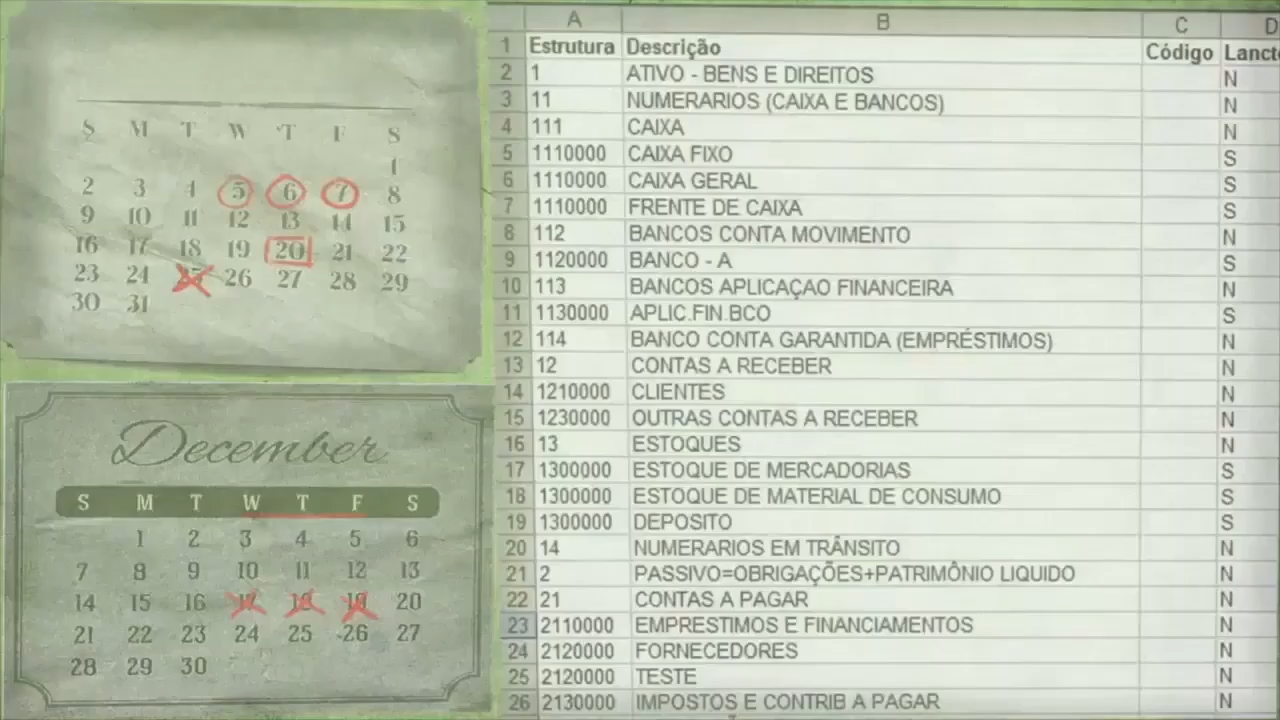 S M T W T F S
1
2 3 4 5 6 7 8
9 10 11 12 13 14 15
16 17 18 19 20 21 22
23 24 26 27 28 29
30 31
December
S M T W T F S
1 2 3 4 5 6
7 8 9 10 11 12 13
14 15 16 17 18 19 20
21 22 23 24 25 26 27
28 29 30
A B C D
1 Estrutura Descrição Código Lancto
2 1 ATIVO - BENS E DIREITOS N
3 11 NUMERARIOS (CAIXA E BANCOS) N
4 111 CAIXA N
5 1110000 CAIXA FIXO S
6 1110000 CAIXA GERAL S
7 1110000 FRENTE DE CAIXA S
8 112 BANCOS CONTA MOVIMENTO N
9 1120000 BANCO - A S
10 113 BANCOS APLICAÇAO FINANCEIRA N
11 1130000 APLIC.FIN.BCO S
12 114 BANCO CONTA GARANTIDA (EMPRÉSTIMOS) N
13 12 CONTAS A RECEBER N
14 1210000 CLIENTES N
15 1230000 OUTRAS CONTAS A RECEBER N
16 13 ESTOQUES N
17 1300000 ESTOQUE DE MERCADORIAS S
18 1300000 ESTOQUE DE MATERIAL DE CONSUMO S
19 1300000 DEPOSITO S
20 14 NUMERARIOS EM TRÂNSITO N
21 2 PASSIVO=OBRIGAÇÕES+PATRIMÔNIO LIQUIDO N
22 21 CONTAS A PAGAR N
23 2110000 EMPRESTIMOS E FINANCIAMENTOS N
24 2120000 FORNECEDORES N
25 2120000 TESTE N
26 2130000 IMPOSTOS E CONTRIB A PAGAR N